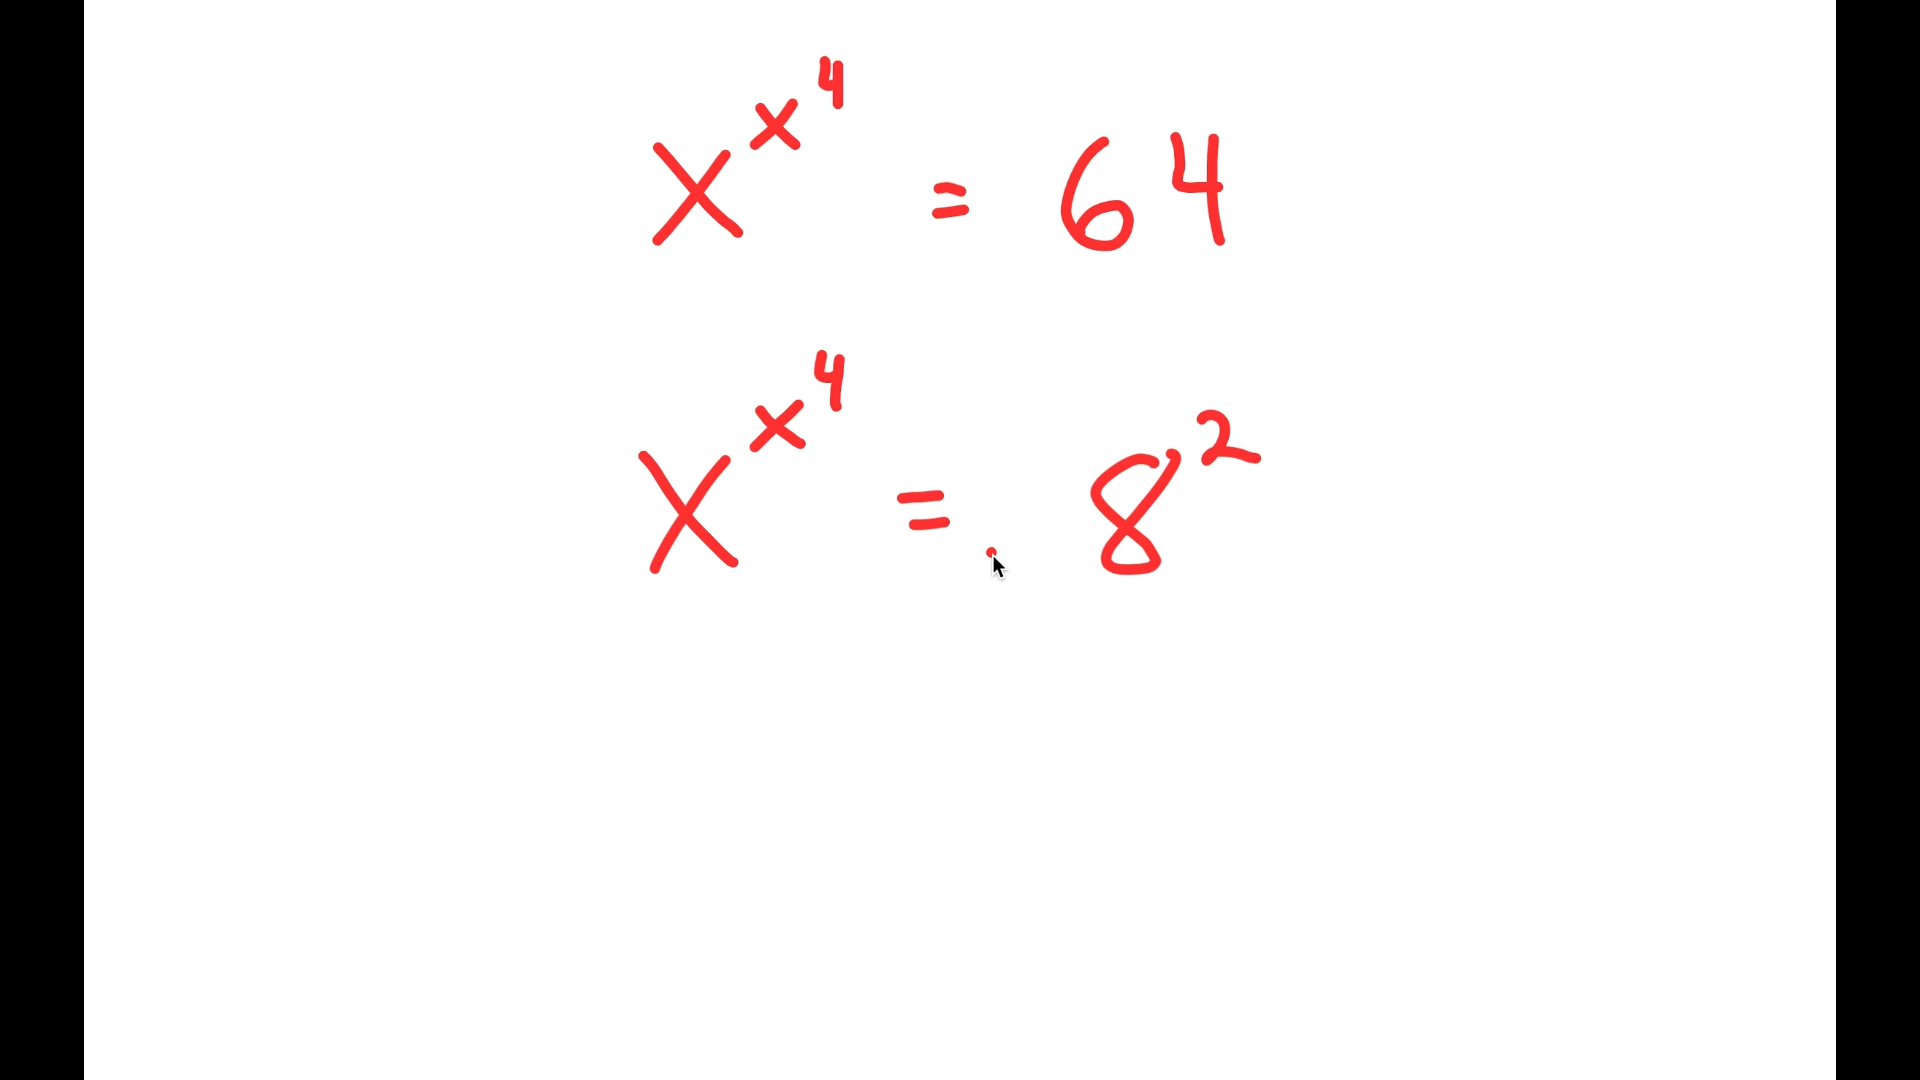 x^{x^4} = 64
x^{x^4} = 8^2